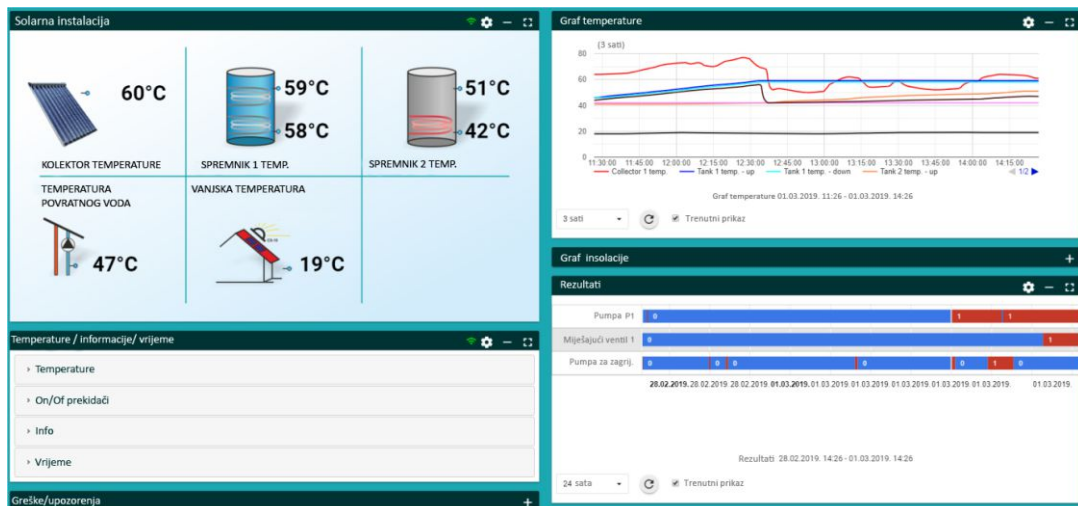 Solarna instalacija
60°C
59°C
58°C
51°C
42°C
KOLEKTOR TEMPERATURE
SPREMNIK 1 TEMP.
SPREMNIK 2 TEMP.
TEMPERATURA
POVRATNOG VODA
VANJSKA TEMPERATURA
47°C
19°C
Temperature / informacije/ vrijeme
› Temperature
› On/Of prekidači
› Info
› Vrijeme
Greške/upozorenja
Graf temperature
(3 sati)
80
60
40
20
0
11:30:00 11:45:00 12:00:00 12:15:00 12:30:00 12:45:00 13:00:00 13:15:00 13:30:00 13:45:00 14:00:00 14:15:00
Collector 1 temp. Tank 1 temp. - up Tank 1 temp. - down Tank 2 temp. - up 1/2
Graf temperature 01.03.2019. 11:26 - 01.03.2019. 14:26
3 sati Trenutni prikaz
Graf insolacije
Rezultati
Pumpa P1 0 1 1
Miješajući ventil 1 0 1
Pumpa za zagrij. 0 0 0 0 0 1 0
28.02.2019. 28.02.2019. 28.02.2019. 01.03.2019. 01.03.2019. 01.03.2019. 01.03.2019. 01.03.2019. 01.03.2019. 01.03.2019.
Rezultati 28.02.2019. 14:26 - 01.03.2019. 14:26
24 sata Trenutni prikaz